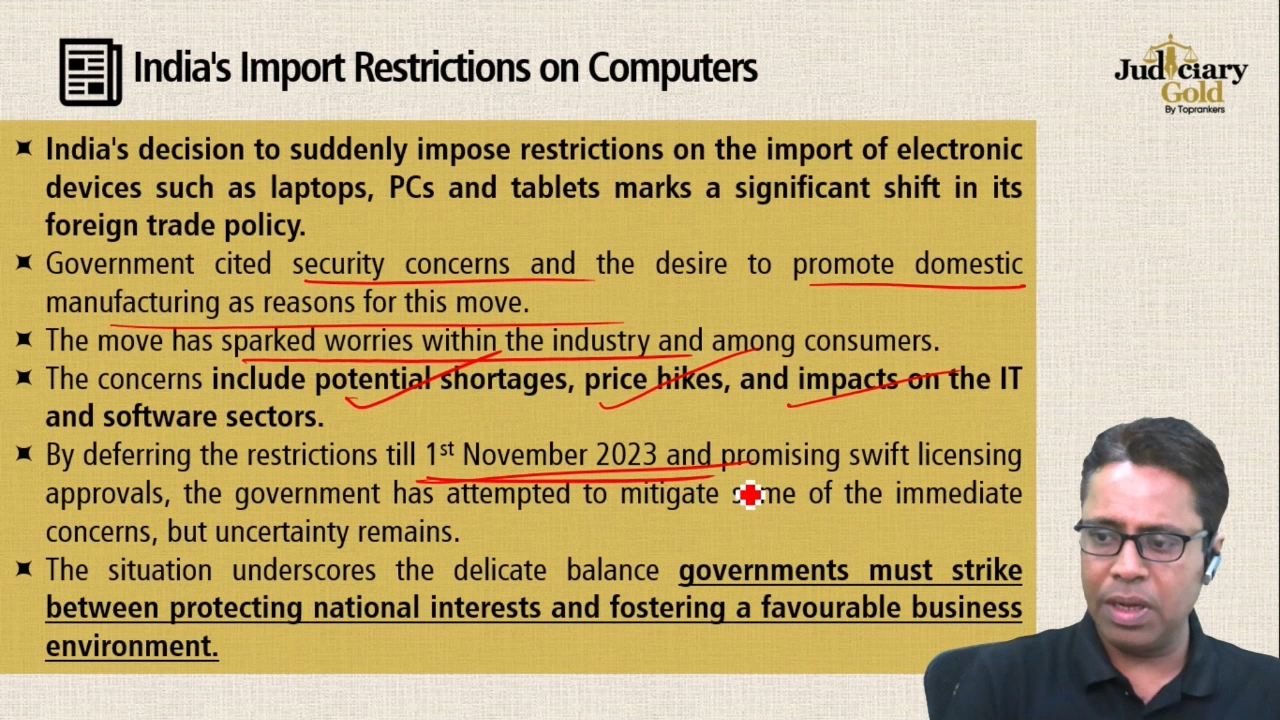 India's Import Restrictions on Computers
Judiciary
Gold
By Toprankers
India's decision to suddenly impose restrictions on the import of electronic
devices such as laptops, PCs and tablets marks a significant shift in its
foreign trade policy.
Government cited security concerns and the desire to promote domestic
manufacturing as reasons for this move.
The move has sparked worries within the industry and among consumers.
The concerns include potential shortages, price hikes, and impacts on the IT
and software sectors.
By deferring the restrictions till 1st November 2023 and promising swift licensing
approvals, the government has attempted to mitigate some of the immediate
concerns, but uncertainty remains.
The situation underscores the delicate balance governments must strike
between protecting national interests and fostering a favourable business
environment.